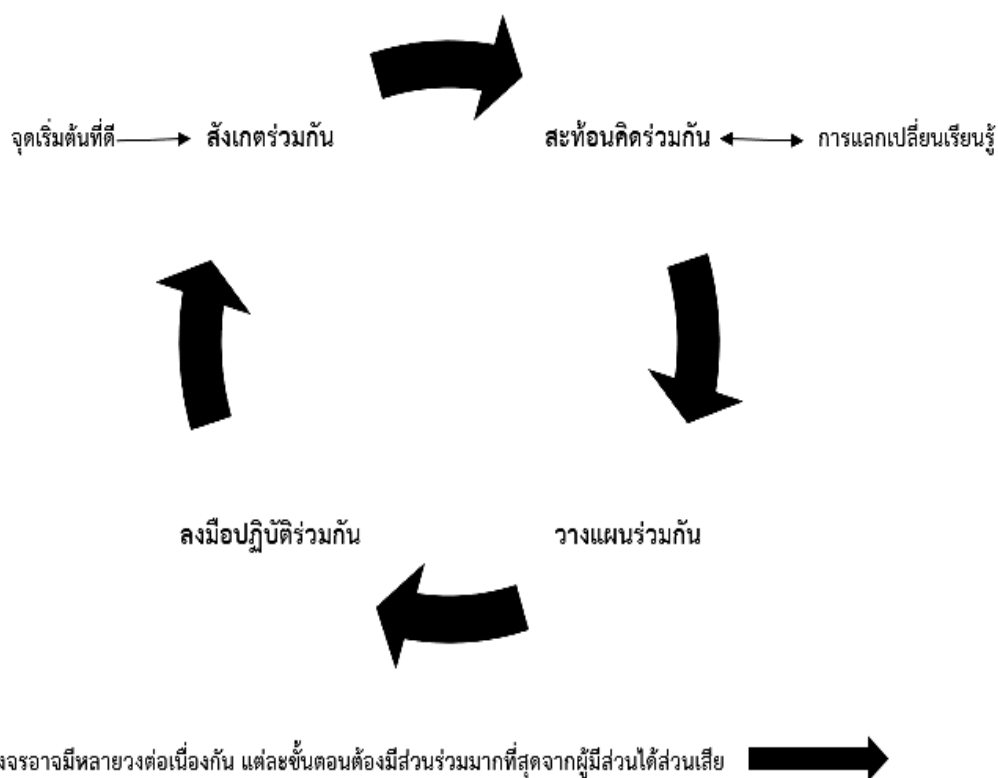 จุดเริ่มต้นที่ดี
สังเกตร่วมกัน
สะท้อนคิดร่วมกัน
การแลกเปลี่ยนเรียนรู้
ลงมือปฏิบัติร่วมกัน
วางแผนร่วมกัน
งจรอาจมีหลายวงต่อเนื่องกัน แต่ละขั้นตอนต้องมีส่วนร่วมมากที่สุดจากผู้มีส่วนได้ส่วนเสีย